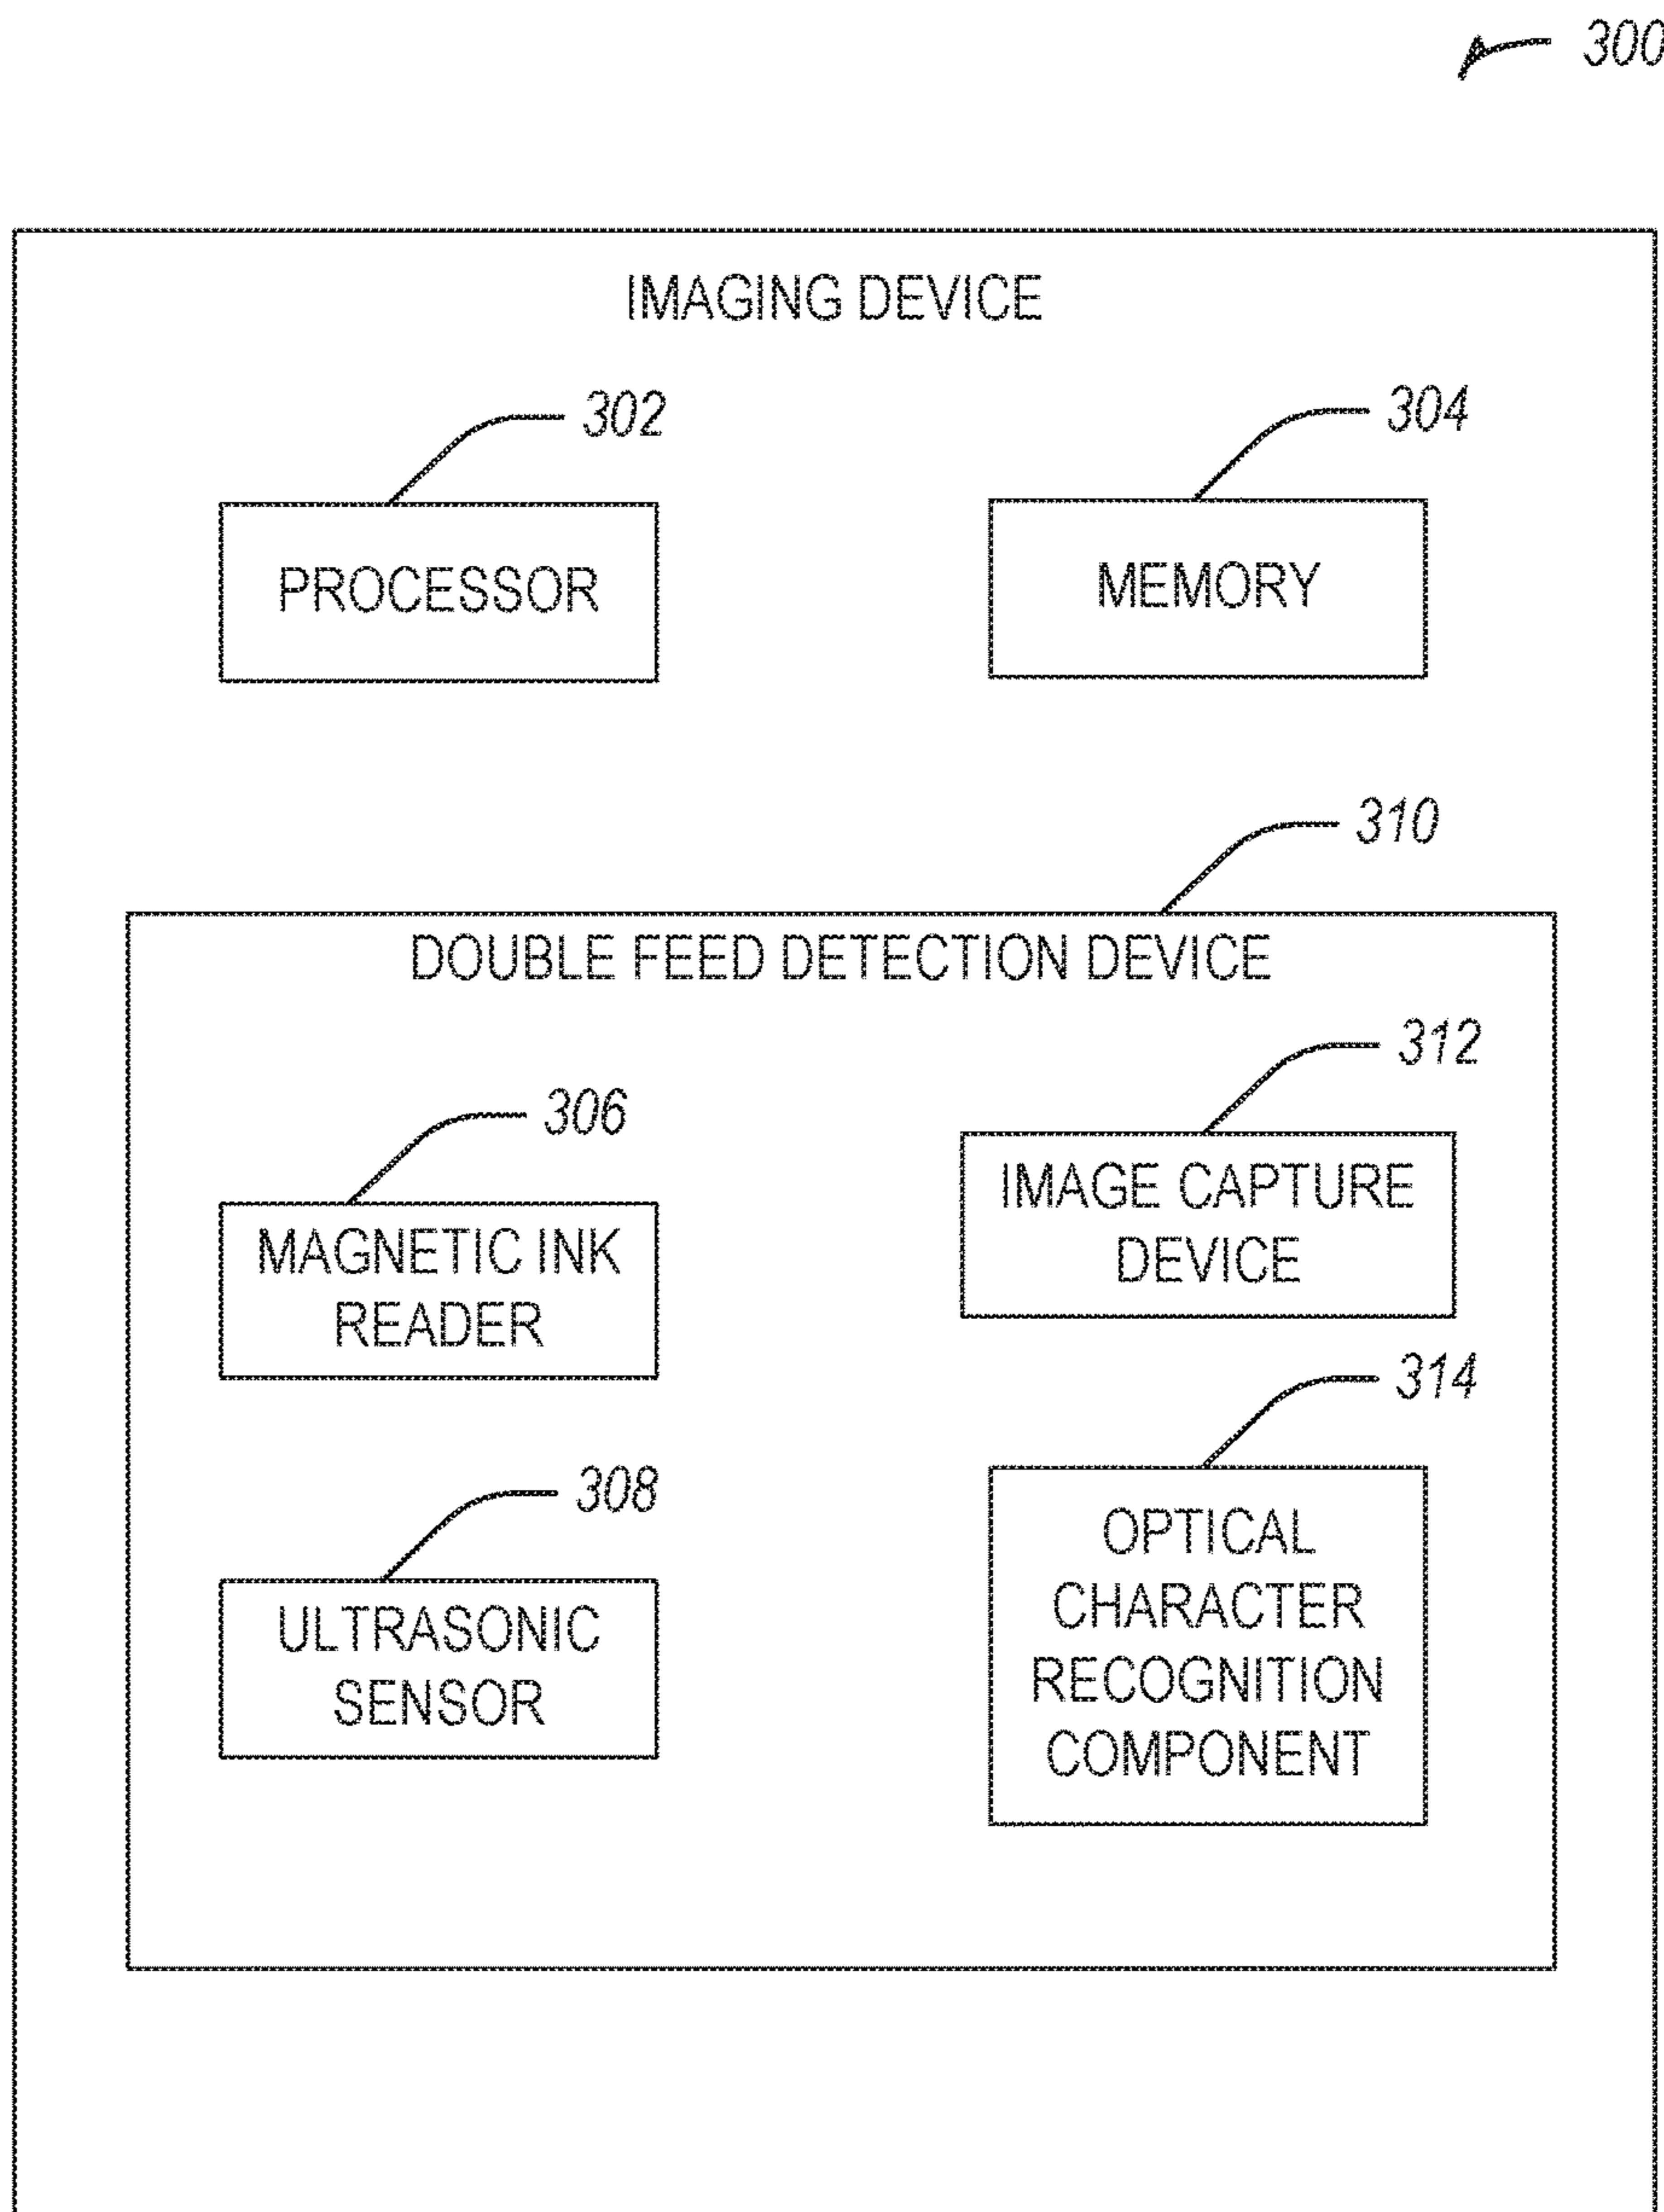 300
IMAGING DEVICE
302
304
PROCESSOR
MEMORY
310
DOUBLE FEED DETECTION DEVICE
312
306
IMAGE CAPTURE
DEVICE
MAGNETIC INK
READER
314
308
OPTICAL
CHARACTER
RECOGNITION
COMPONENT
ULTRASONIC
SENSOR